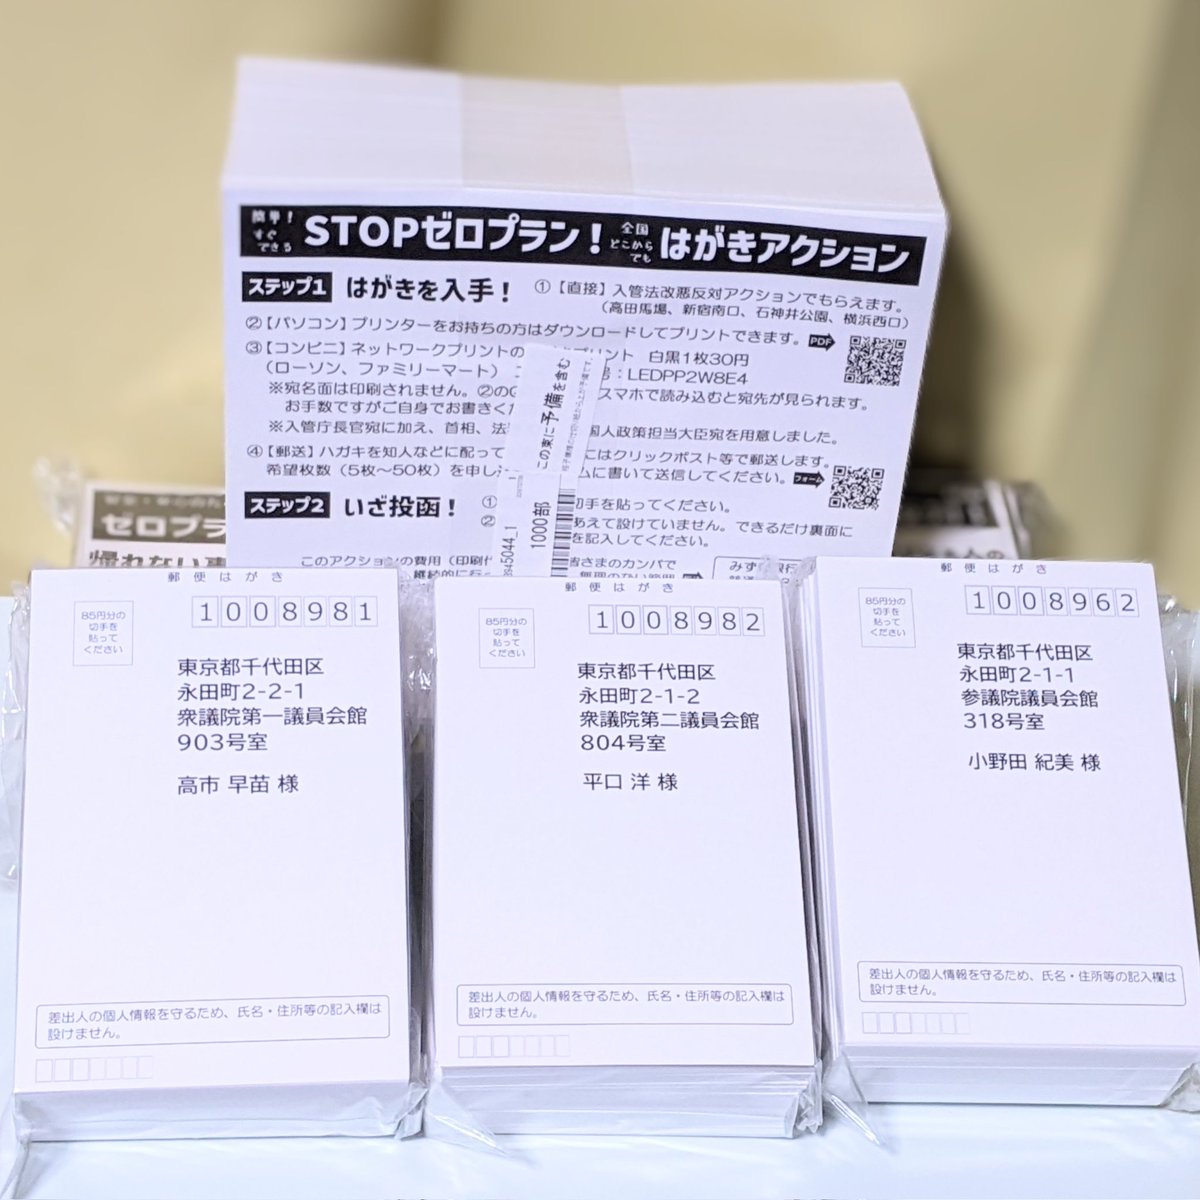 簡単！
すぐ
できる
STOPゼロプラン！
全国
どこから
でも
はがきアクション
ステップ1 はがきを入手！
①【直接】入管法改悪反対アクションでもらえます。
（高田馬場、新宿南口、石神井公園、横浜西口）
②【パソコン】プリンターをお持ちの方はダウンロードしてプリントできます。
PDF
③【コンビニ】ネットワークプリントの プリント 白黒1枚30円
（ローソン、ファミリーマート） 号：LEDPP2W8E4
※宛名面は印刷されません。②の スマホで読み込むと宛先が見られます。
お手数ですがご自身でお書きくだ
※入管庁長官宛に加え、首相、法 国人政策担当大臣宛を用意しました。
④【郵送】ハガキを知人などに配って にはクリックポスト等で郵送します。
希望枚数（5枚～50枚）を申し ムに書いて送信してください。
フォーム
ステップ2 いざ投函！
① 切手を貼ってください。
② あえて設けていません。できるだけ裏面に
を記入してください。
このアクションの費用（印刷代 皆さまのカンパで
継続的に行
この束に予備を含む
5044_1
1000部
ゼロプラ
帰れない
郵便はがき
85円分の
切手を
貼って
ください
1008981
東京都千代田区
永田町2-2-1
衆議院第一議員会館
903号室
高市 早苗 様
差出人の個人情報を守るため、氏名・住所等の記入欄は
設けません。
郵便はがき
85円分の
切手を
貼って
ください
1008982
東京都千代田区
永田町2-1-2
衆議院第二議員会館
804号室
平口 洋 様
差出人の個人情報を守るため、氏名・住所等の記入欄は
設けません。
郵便はがき
85円分の
切手を
貼って
ください
1008962
東京都千代田区
永田町2-1-1
参議院議員会館
318号室
小野田 紀美 様
差出人の個人情報を守るため、氏名・住所等の記入欄は
設けません。